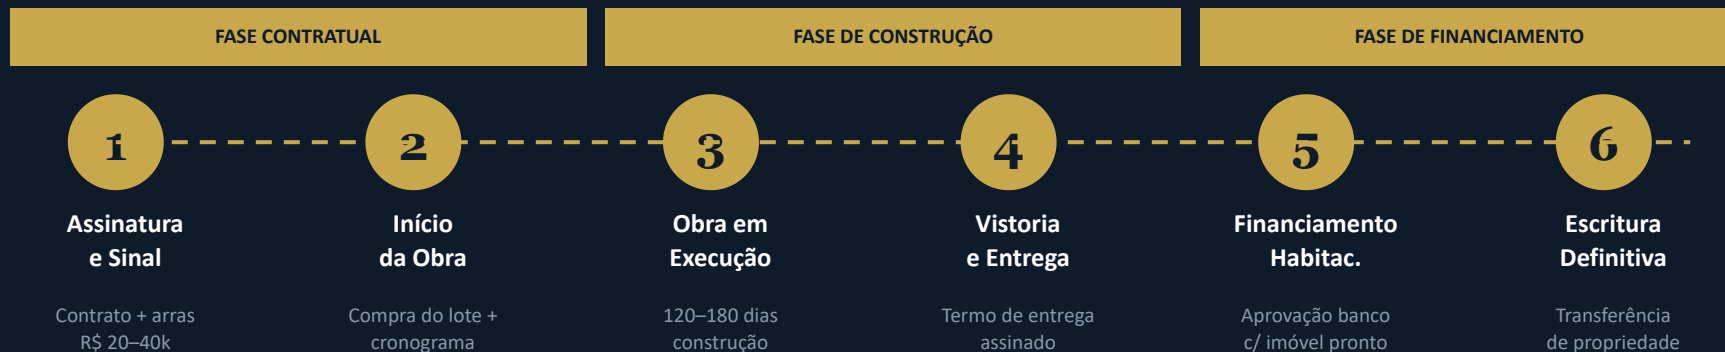 FASE CONTRATUAL
FASE DE CONSTRUÇÃO
FASE DE FINANCIAMENTO
1
2
3
4
5
6
Assinatura
e Sinal
Início
da Obra
Obra em
Execução
Vistoria
e Entrega
Financiamento
Habitac.
Escritura
Definitiva
Contrato + arras
R$ 20–40k
Compra do lote +
cronograma
120–180 dias
construção
Termo de entrega
assinado
Aprovação banco
c/ imóvel pronto
Transferência
de propriedade